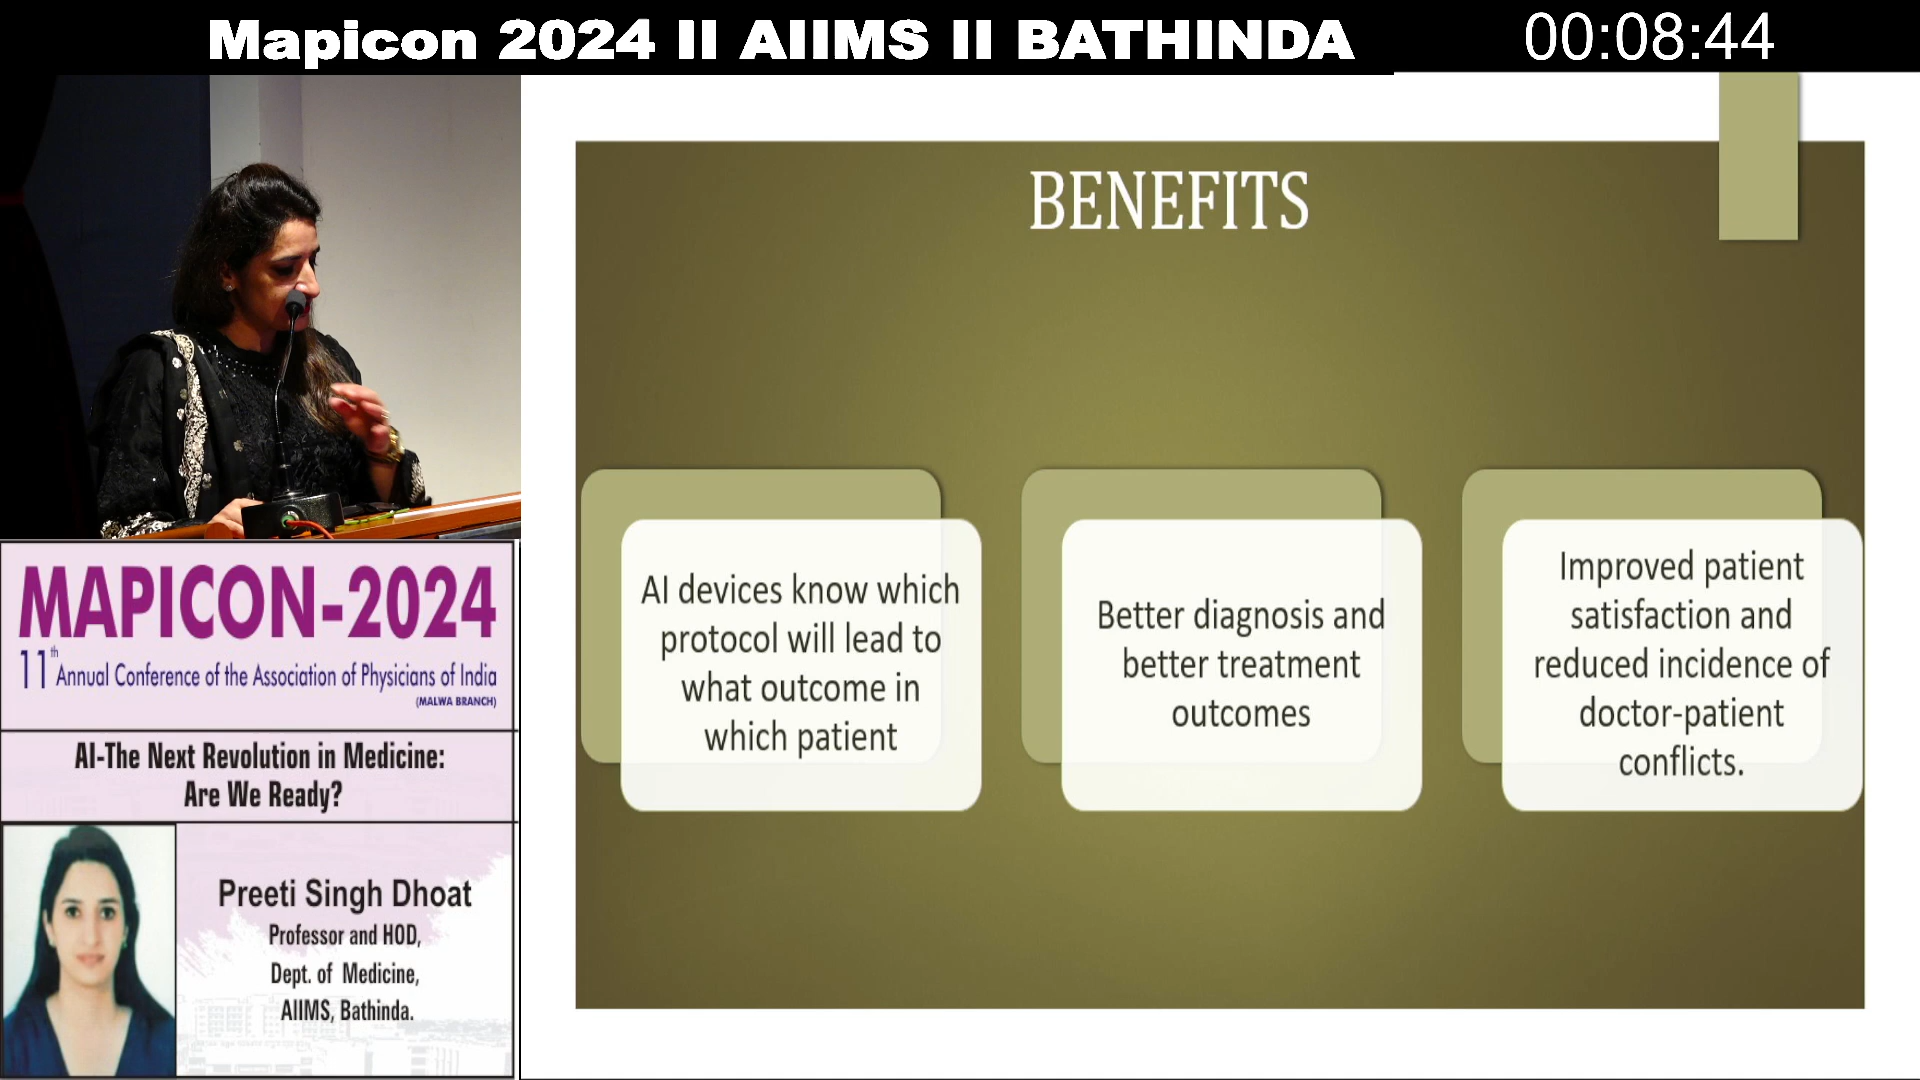 Mapicon 2024 II AIIMS II BATHINDA
00:08:44
BENEFITS
AI devices know which
protocol will lead to
what outcome in
which patient
Better diagnosis and
better treatment
outcomes
Improved patient
satisfaction and
reduced incidence of
doctor-patient
conflicts.
MAPICON-2024
11th Annual Conference of the Association of Physicians of India
(MALWA BRANCH)
AI-The Next Revolution in Medicine:
Are We Ready?
Preeti Singh Dhoat
Professor and HOD,
Dept. of Medicine,
AIIMS, Bathinda.